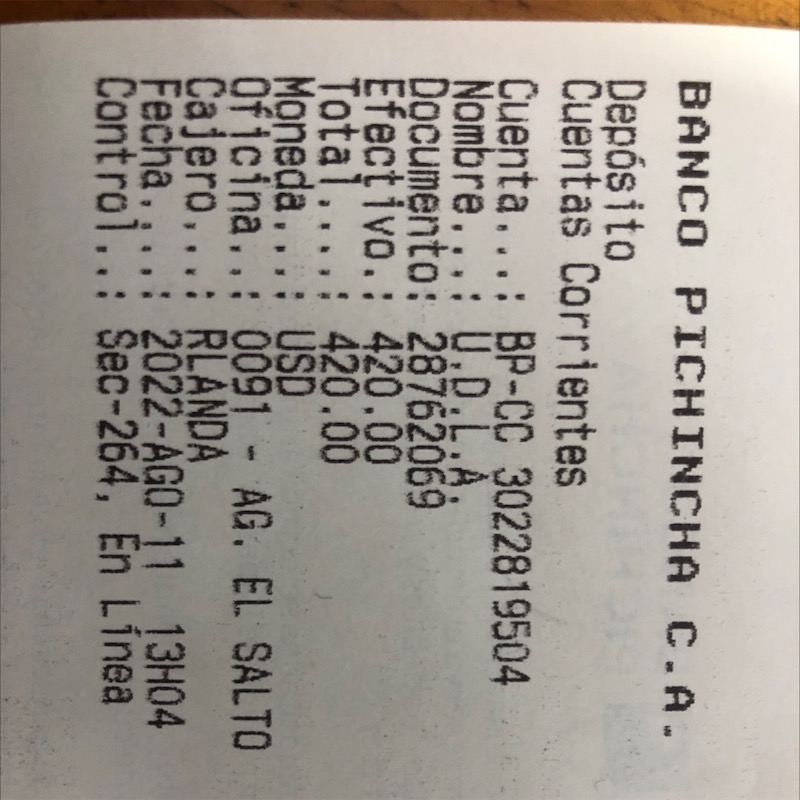 BANCO PICHINCHA C.A.
Depósito
Cuentas Corrientes
Cuenta...: BP-CC 3022819504
Nombre...: U.D.L.A.
Documento: 28762069
Efectivo.: 420.00
Total....: 420.00
Moneda...: USD
Oficina..: 0091 - AG. EL SALTO
Cajero...: RLANDA
Fecha....: 2022-AGO-11 13H04
Control..: Sec-264, En Línea